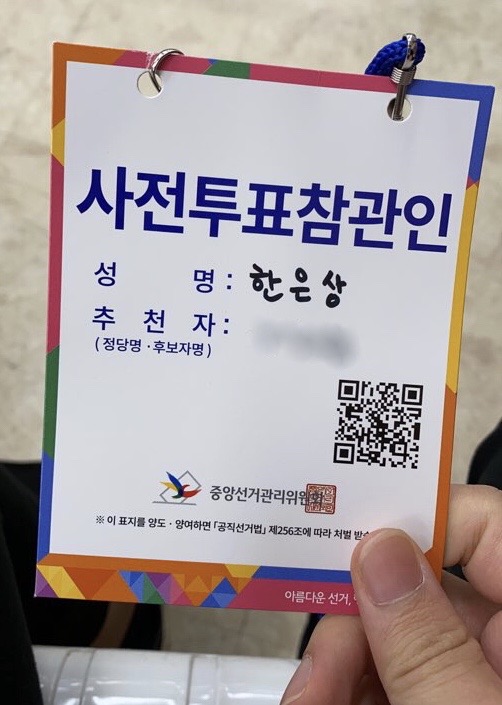 사전투표참관인
성 명 : 한은상
추 천 자 :
( 정당명 · 후보자명 )
중앙선거관리위원회
※ 이 표지를 양도 · 양여하면 「공직선거법」 제256조에 따라 처벌
아름다운 선거,